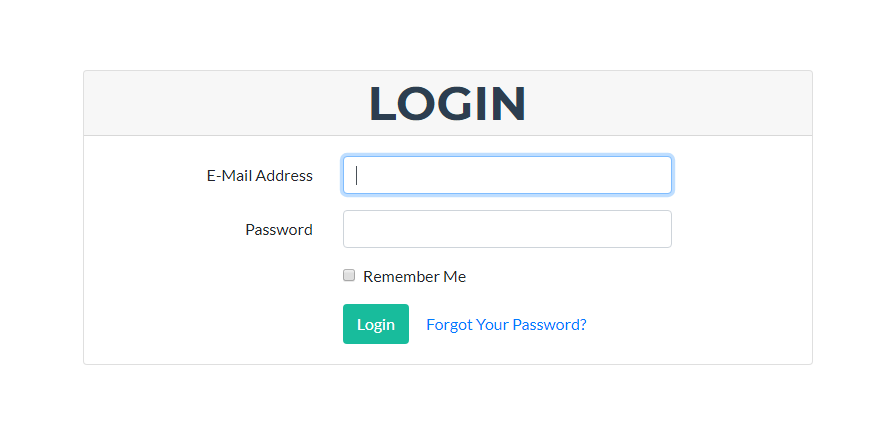 LOGIN
E-Mail Address
Password
Remember Me
Login Forgot Your Password?